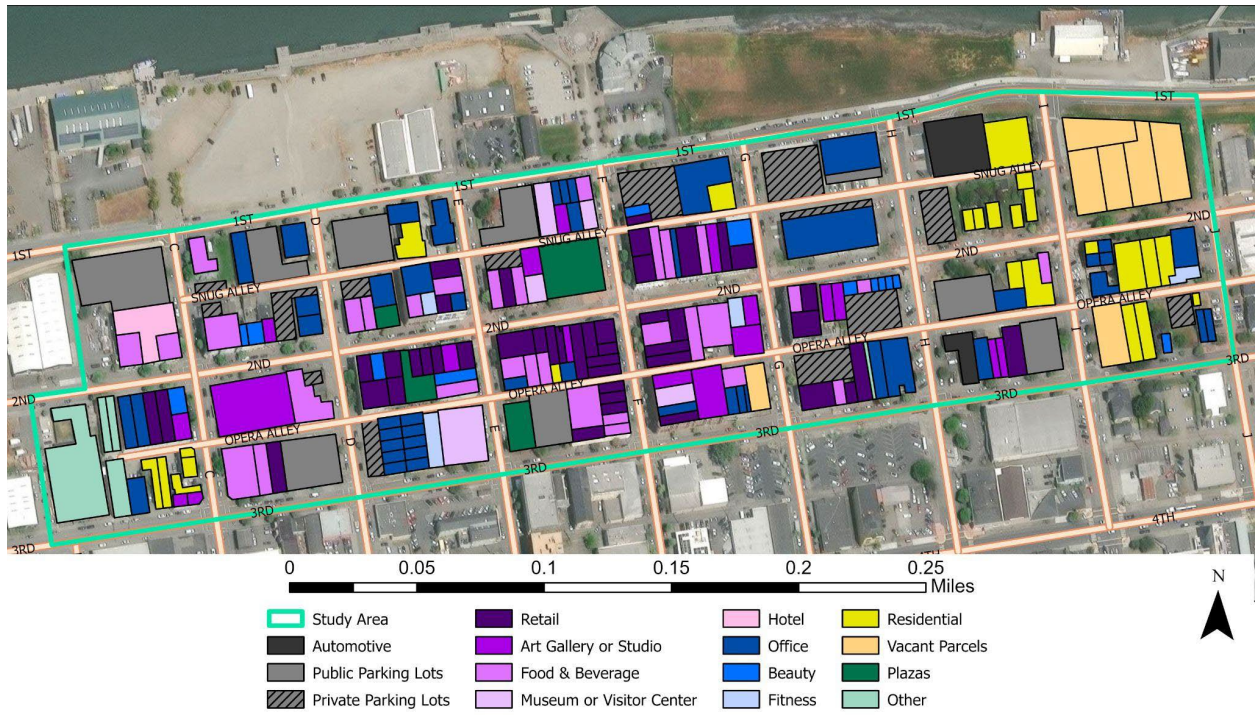 1ST
1ST
1ST
1ST
1ST
C
D
E
F
G
H
I
J
SNUG ALLEY
SNUG ALLEY
SNUG ALLEY
2ND
2ND
2ND
2ND
2ND
2ND
OPERA ALLEY
OPERA ALLEY
OPERA ALLEY
OPERA ALLEY
C
D
E
F
G
H
I
J
3RD
3RD
3RD
3RD
3RD
3RD
3RD
4TH
4TH
0 0.05 0.1 0.15 0.2 0.25
Miles
N
Study Area
Automotive
Public Parking Lots
Private Parking Lots
Retail
Art Gallery or Studio
Food & Beverage
Museum or Visitor Center
Hotel
Office
Beauty
Fitness
Residential
Vacant Parcels
Plazas
Other